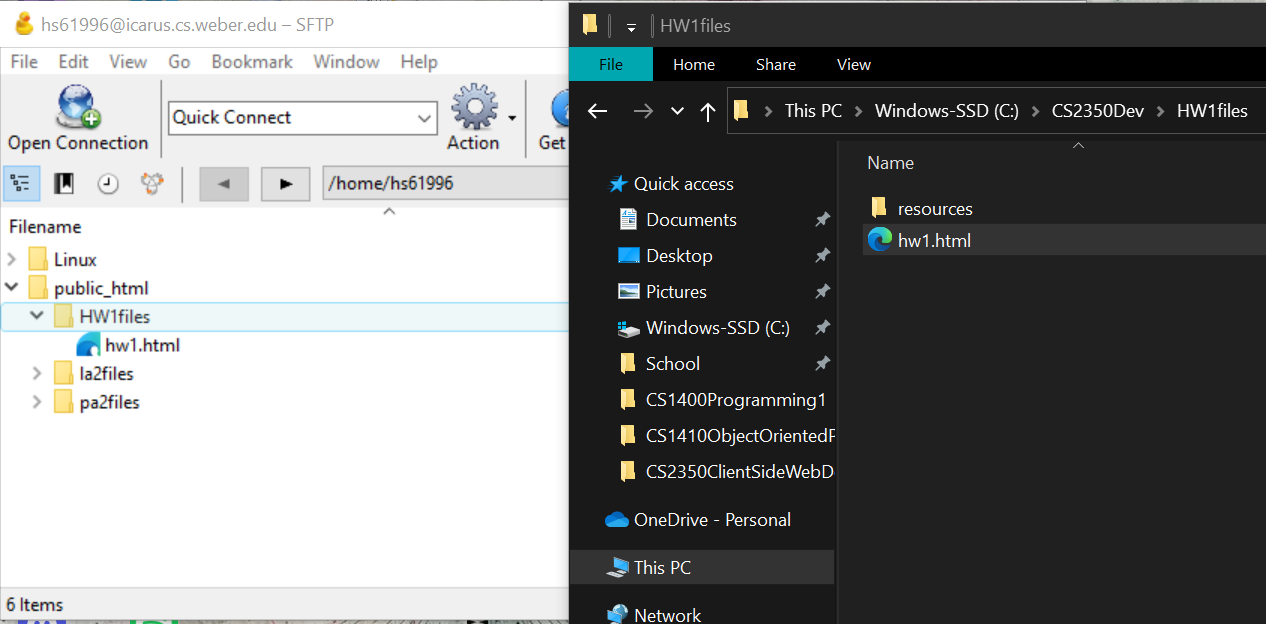 hs61996@icarus.cs.weber.edu – SFTP
File Edit View Go Bookmark Window Help
Open Connection
Quick Connect
Action
Get
/home/hs61996
Filename
Linux
public_html
HW1files
hw1.html
la2files
pa2files
6 Items
HW1files
File Home Share View
This PC Windows-SSD (C:) CS2350Dev HW1files
Quick access
Documents
Desktop
Pictures
Windows-SSD (C:)
School
CS1400Programming1
CS1410ObjectOrientedP
CS2350ClientSideWebD
OneDrive - Personal
This PC
Network
Name
resources
hw1.html